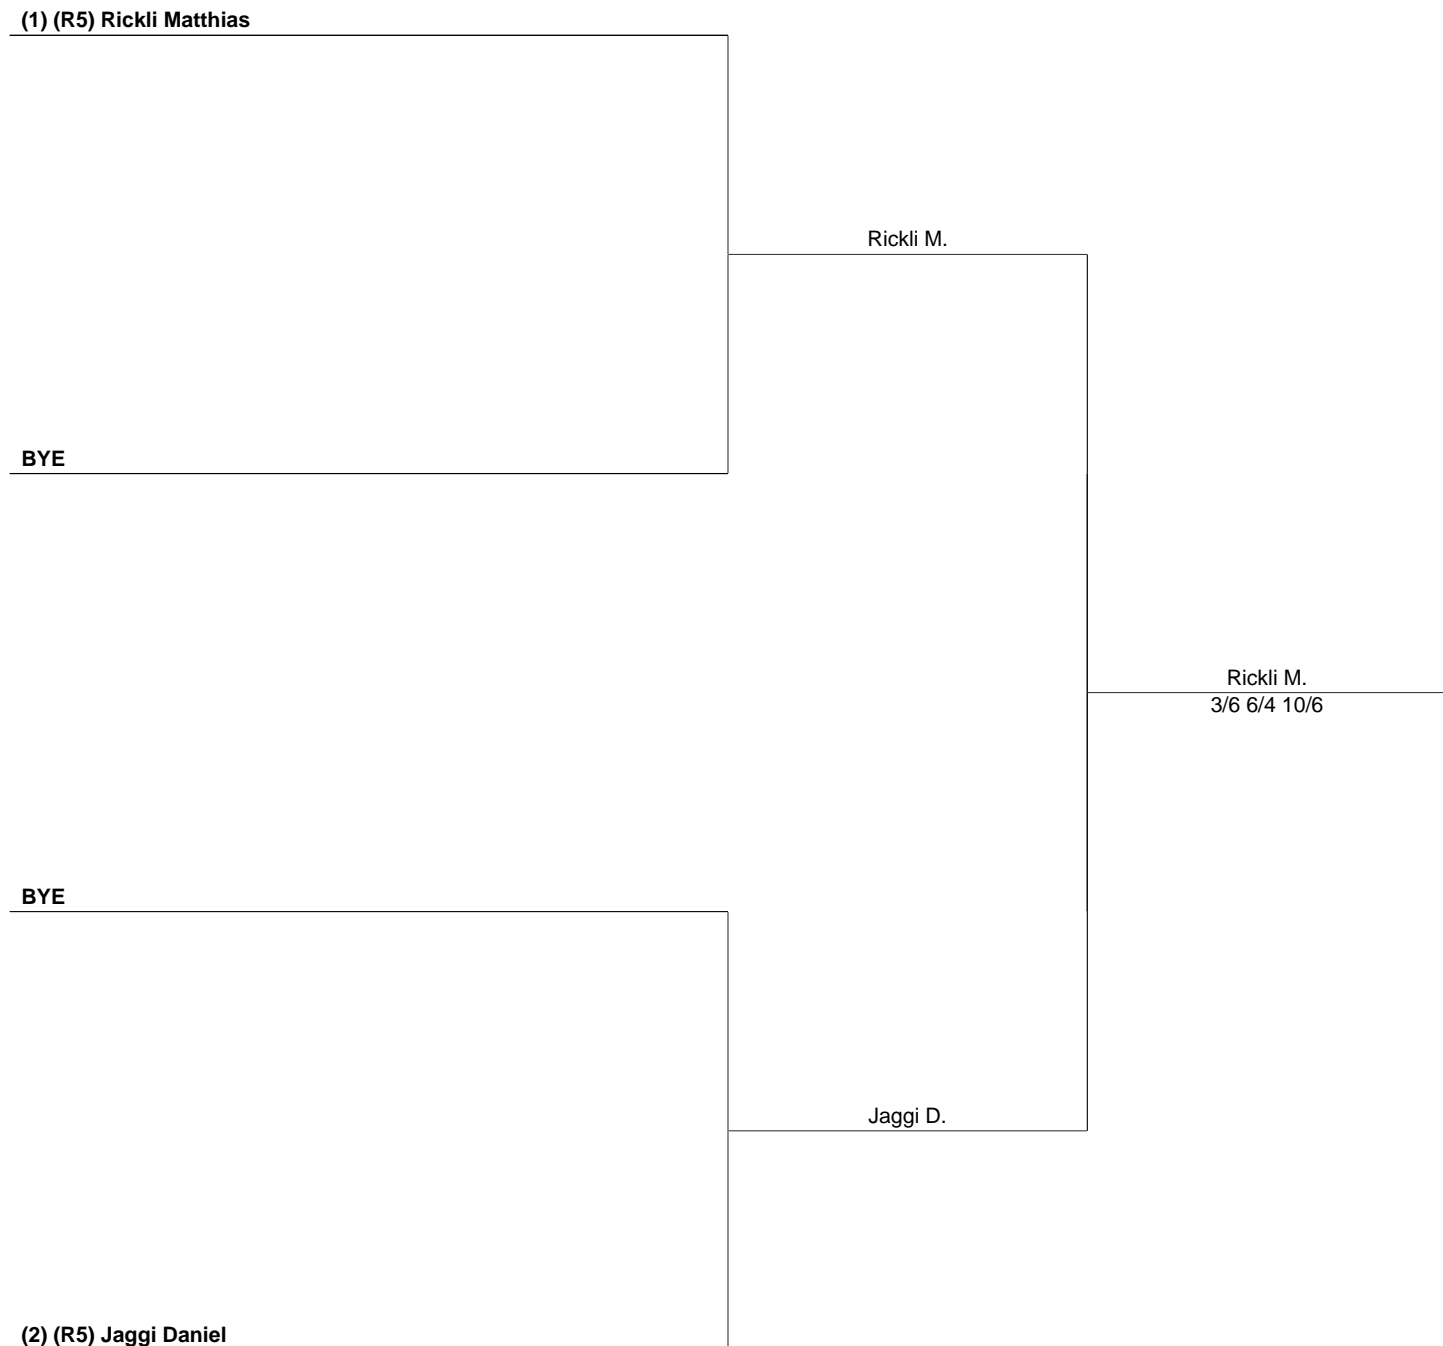 (1) (R5) Rickli Matthias
Rickli M.
BYE
Rickli M.
3/6 6/4 10/6
BYE
Jaggi D.
(2) (R5) Jaggi Daniel